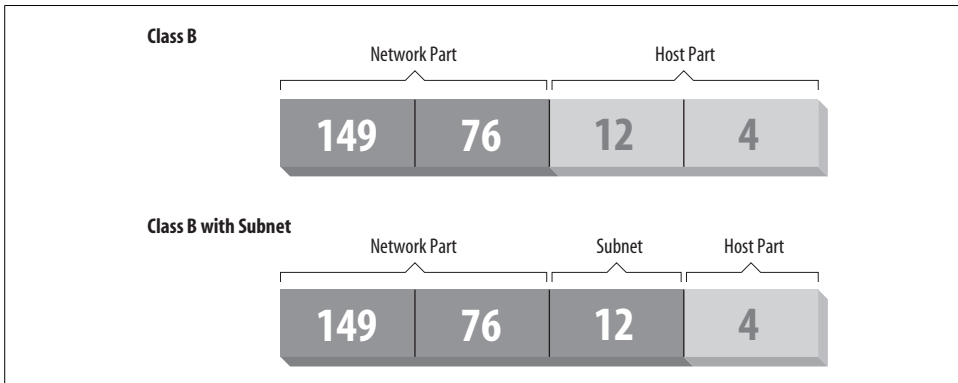 Class B
Network Part Host Part
149 76 12 4
Class B with Subnet
Network Part Subnet Host Part
149 76 12 4